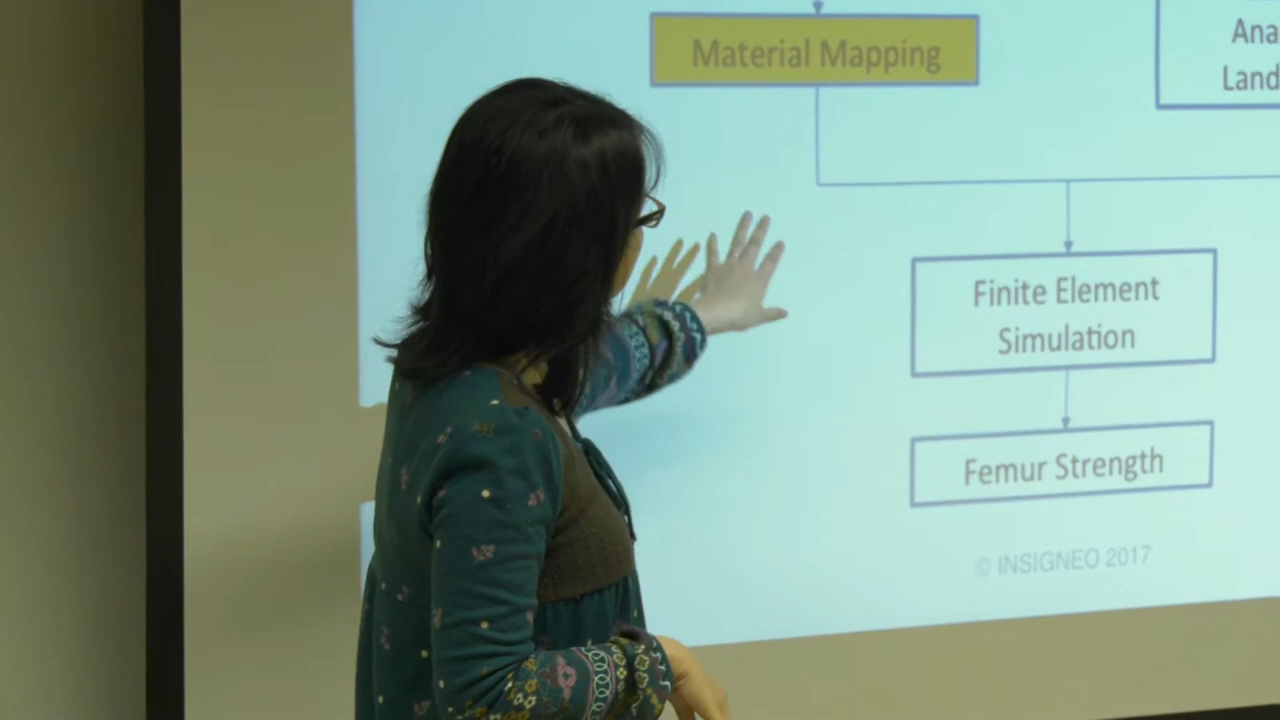 Material Mapping
Ana
Land
Finite Element
Simulation
Femur Strength
© INSIGNEO 2017